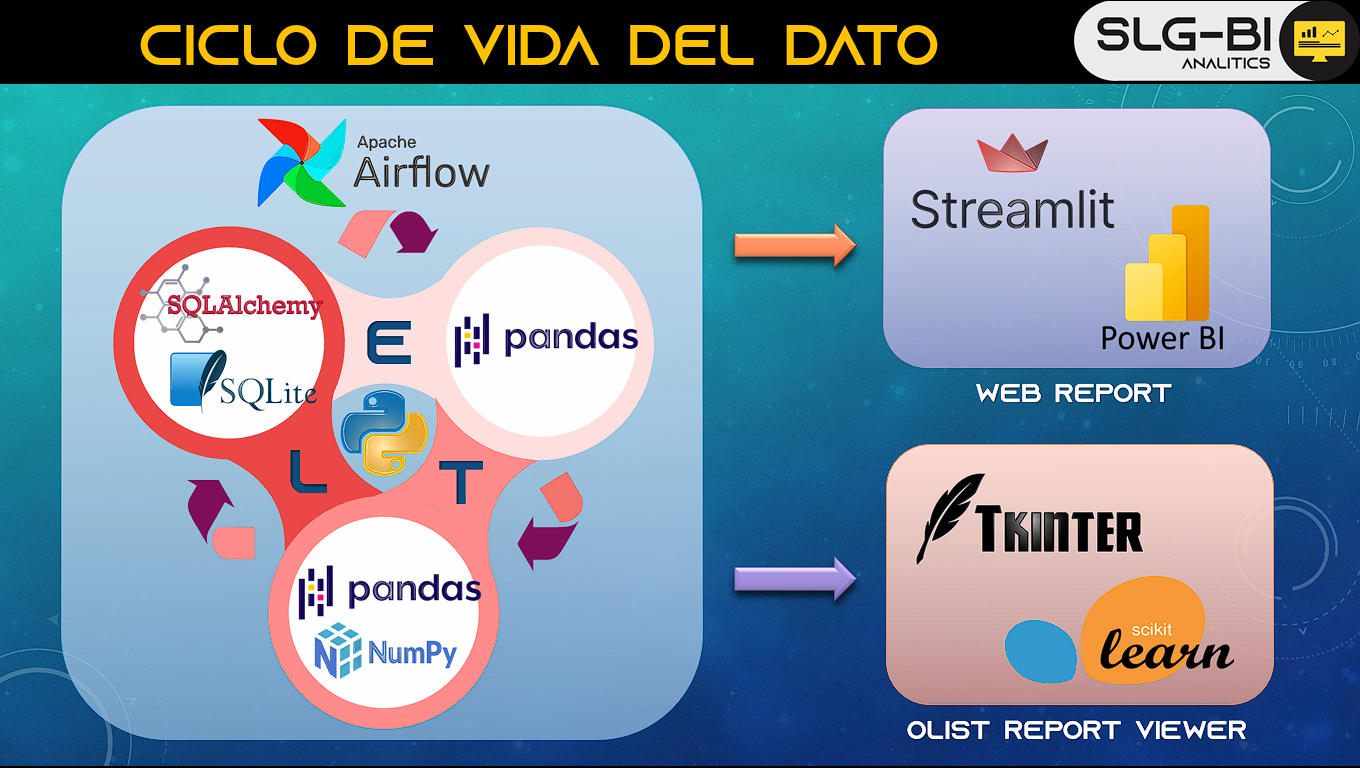 CICLO DE VIDA DEL DATO
SLG-BI
ANALITICS
Apache
Airflow
SQLAlchemy
SQLite
E
pandas
L
T
pandas
NumPy
Streamlit
Power BI
WEB REPORT
TKINTER
scikit
learn
OLIST REPORT VIEWER